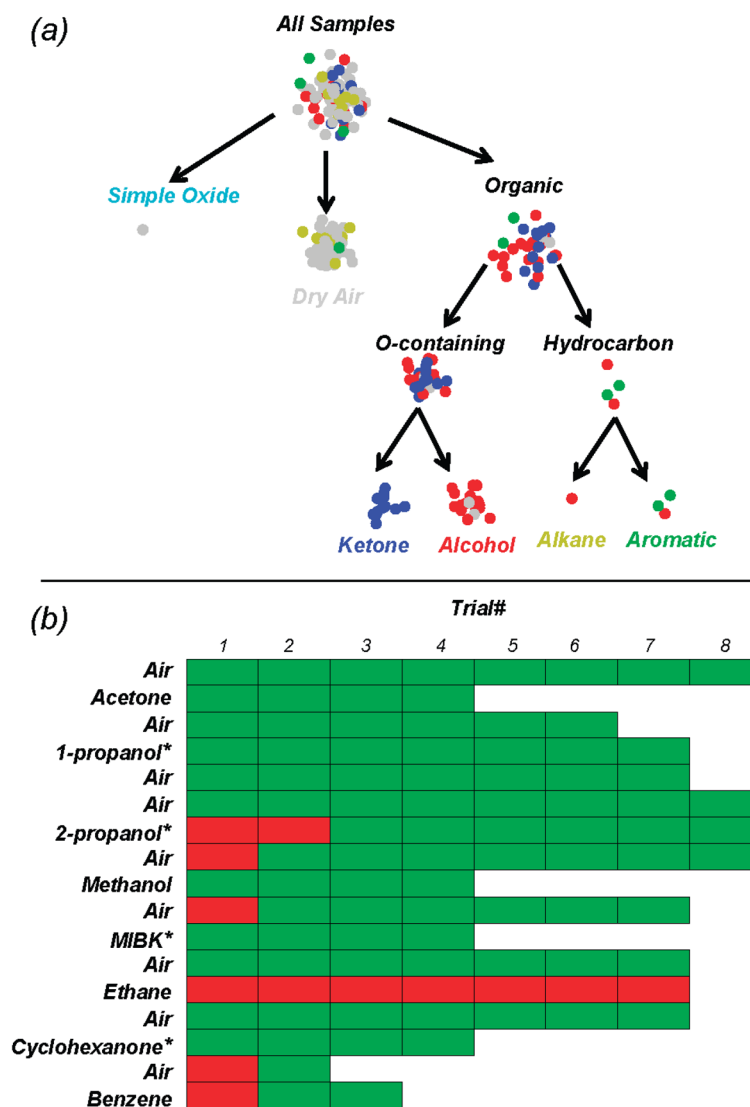 (a)
All Samples
Simple Oxide
Dry Air
Organic
O-containing
Hydrocarbon
Ketone
Alcohol
Alkane
Aromatic
(b)
Trial#
1 2 3 4 5 6 7 8
Air
Acetone
Air
1-propanol*
Air
Air
2-propanol*
Air
Methanol
Air
MIBK*
Air
Ethane
Air
Cyclohexanone*
Air
Benzene